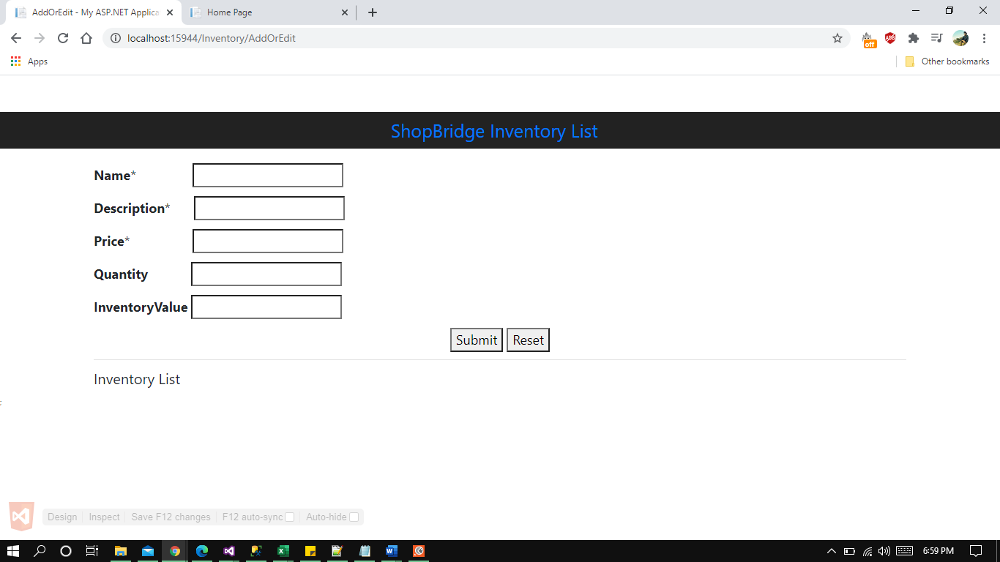 AddOrEdit - My ASP.NET Applica
Home Page
localhost:15944/Inventory/AddOrEdit
off
ABP
Apps
Other bookmarks
ShopBridge Inventory List
Name*
Description*
Price*
Quantity
InventoryValue
Submit Reset
Inventory List
Design Inspect Save F12 changes F12 auto-sync Auto-hide
6:59 PM